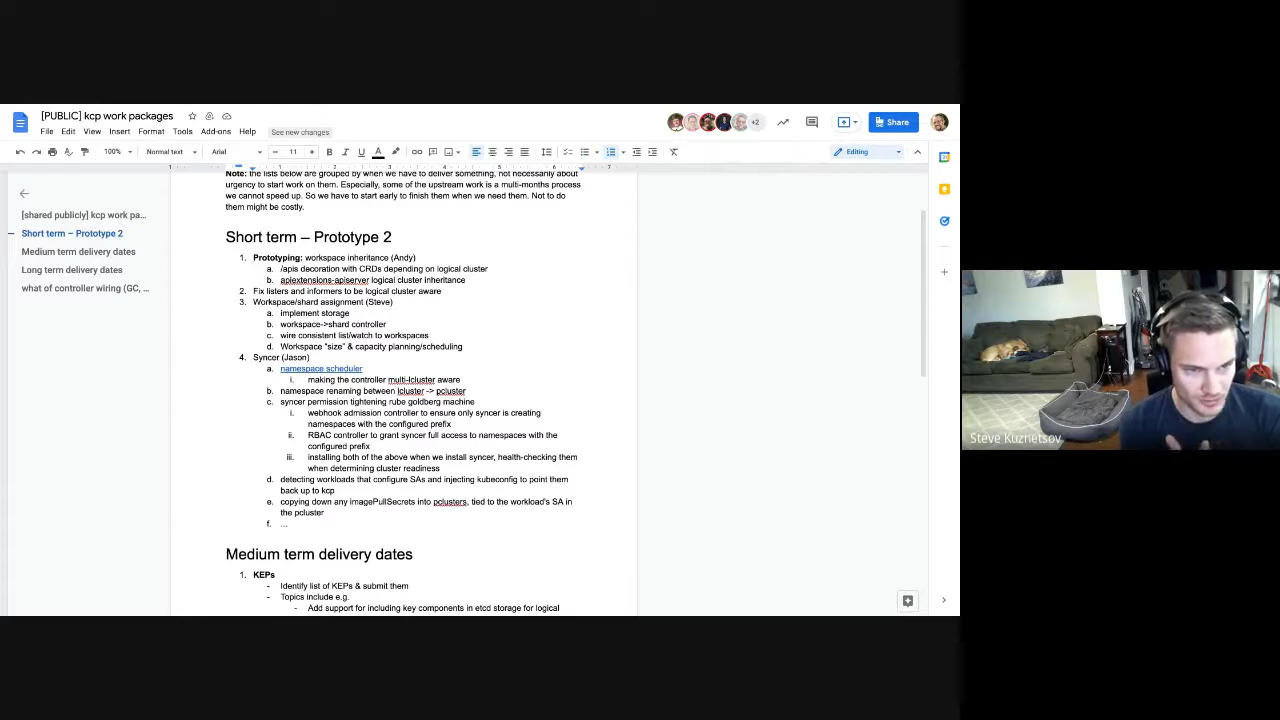 [PUBLIC] kcp work packages
File Edit View Insert Format Tools Add-ons Help See new changes
+2
Share
100% Normal text Arial 11 B I U A Editing
1 1 2 3 4 5 6 7
[shared publicly] kcp work pa...
Short term – Prototype 2
Medium term delivery dates
Long term delivery dates
what of controller wiring (GC, ...
Note: the lists below are grouped by when we have to deliver something, not necessarily about
urgency to start work on them. Especially, some of the upstream work is a multi-months process
we cannot speed up. So we have to start early to finish them when we need them. Not to do
them might be costly.
Short term – Prototype 2
1. Prototyping: workspace inheritance (Andy)
a. /apis decoration with CRDs depending on logical cluster
b. apiextensions-apiserver logical cluster inheritance
2. Fix listers and informers to be logical cluster aware
3. Workspace/shard assignment (Steve)
a. implement storage
b. workspace->shard controller
c. wire consistent list/watch to workspaces
d. Workspace "size" & capacity planning/scheduling
4. Syncer (Jason)
a. namespace scheduler
i. making the controller multi-lcluster aware
b. namespace renaming between lcluster -> pcluster
c. syncer permission tightening rube goldberg machine
i. webhook admission controller to ensure only syncer is creating
namespaces with the configured prefix
ii. RBAC controller to grant syncer full access to namespaces with the
configured prefix
iii. installing both of the above when we install syncer, health-checking them
when determining cluster readiness
d. detecting workloads that configure SAs and injecting kubeconfig to point them
back up to kcp
e. copying down any imagePullSecrets into pclusters, tied to the workload's SA in
the pcluster
f. ...
Medium term delivery dates
1. KEPs
- Identify list of KEPs & submit them
- Topics include e.g.
- Add support for including key components in etcd storage for logical
Steve Kuznetsov